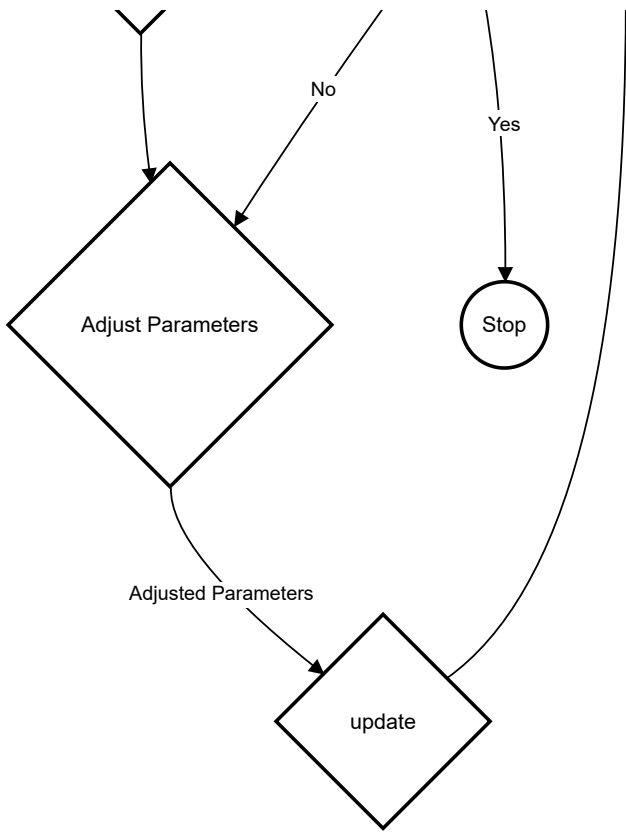 No
Yes
Adjust Parameters
Stop
Adjusted Parameters
update